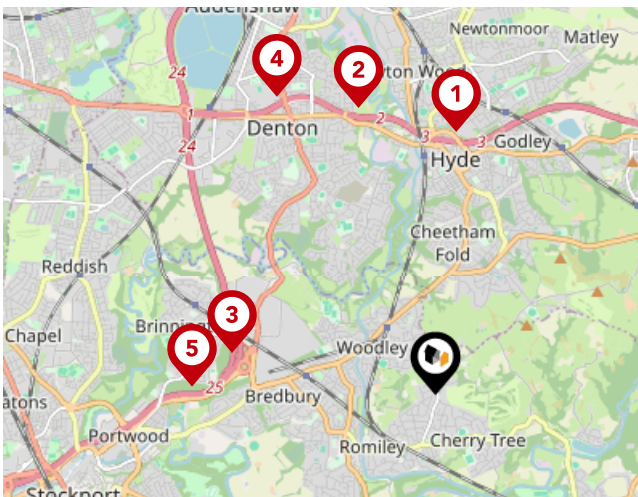 Audenshaw
Newtonmoor
Matley
4
2
24
ton Wood
1
1
2
Denton
3
3
Godley
24
Hyde
Cheetham
Fold
Reddish
3
Brinning
Chapel
5
Woodley
25
Bredbury
atons
Portwood
Romiley
Cherry Tree
Stockport